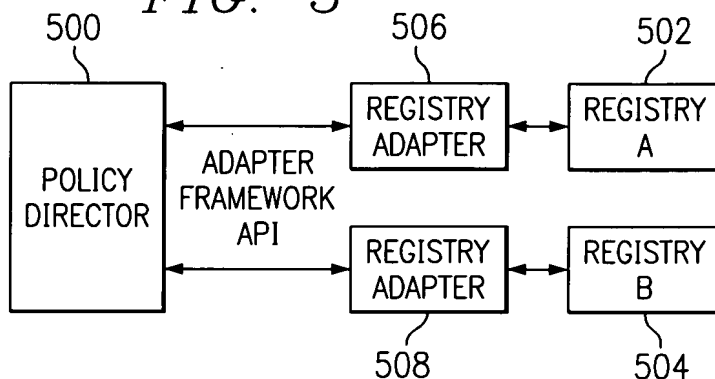 500
506
502
POLICY
DIRECTOR
ADAPTER
FRAMEWORK
API
REGISTRY
ADAPTER
REGISTRY
A
REGISTRY
ADAPTER
REGISTRY
B
508
504